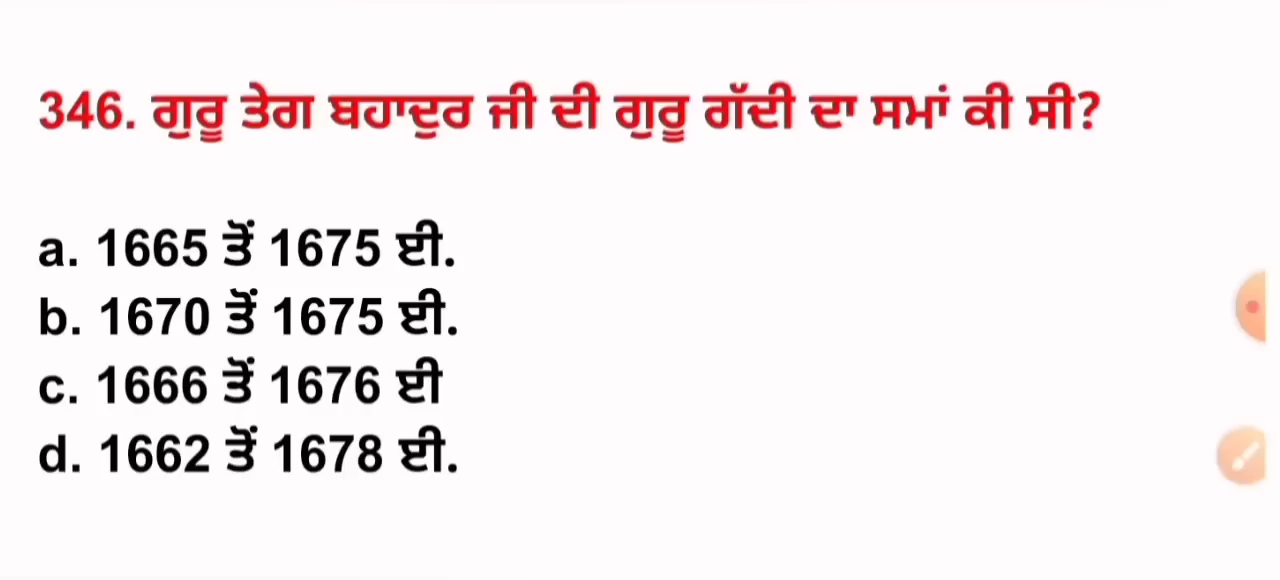 346. ਗੁਰੂ ਤੇਗ ਬਹਾਦੁਰ ਜੀ ਦੀ ਗੁਰੂ ਗੱਦੀ ਦਾ ਸਮਾਂ ਕੀ ਸੀ?
a. 1665 ਤੋਂ 1675 ਈ.
b. 1670 ਤੋਂ 1675 ਈ.
c. 1666 ਤੋਂ 1676 ਈ
d. 1662 ਤੋਂ 1678 ਈ.